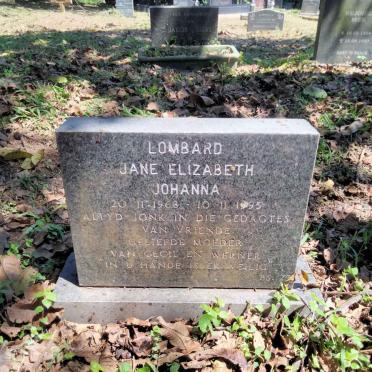 LOMBARD
JANE ELIZABETH
JOHANNA
20·11·1968 - 10·11·1995
ALTYD JONK IN DIE GEDAGTES
VAN VRIENDE
GELIEFDE MOEDER
VAN CECIL EN WERNER
IN U HANDE IS EK VEILIG